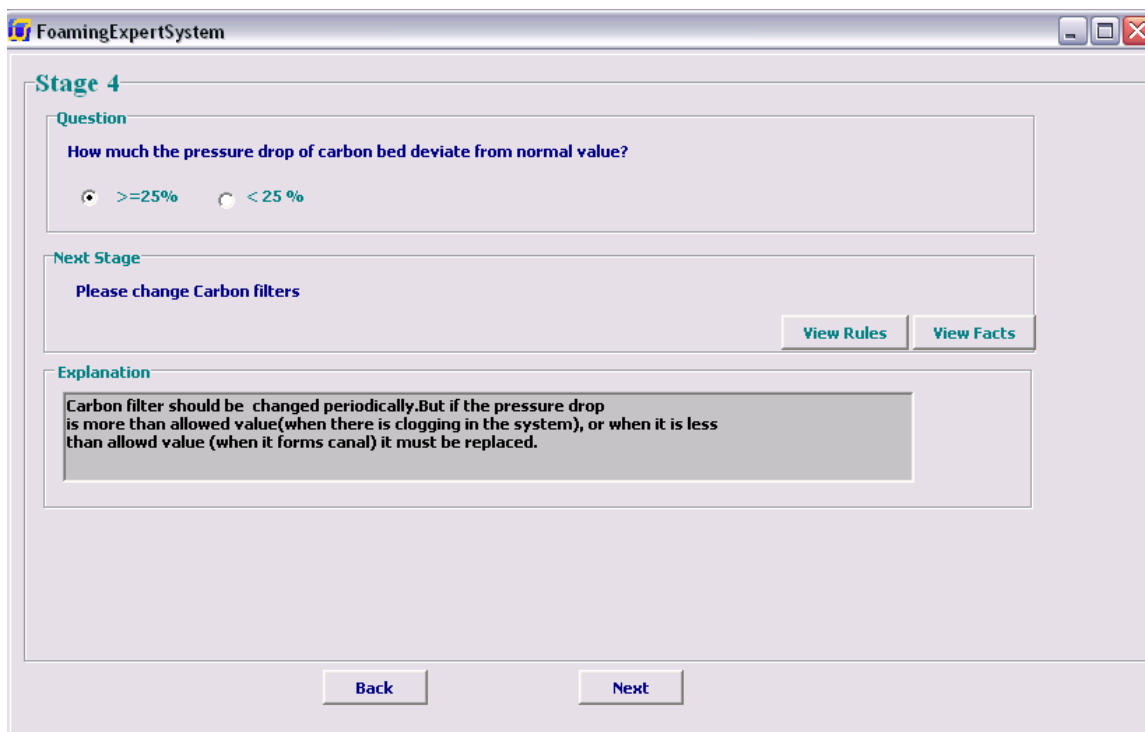 FoamingExpertSystem
Stage 4
Question
How much the pressure drop of carbon bed deviate from normal value?
>=25% < 25 %
Next Stage
Please change Carbon filters
View Rules View Facts
Explanation
Carbon filter should be changed periodically.But if the pressure drop
is more than allowed value(when there is clogging in the system), or when it is less
than allowd value (when it forms canal) it must be replaced.
Back Next